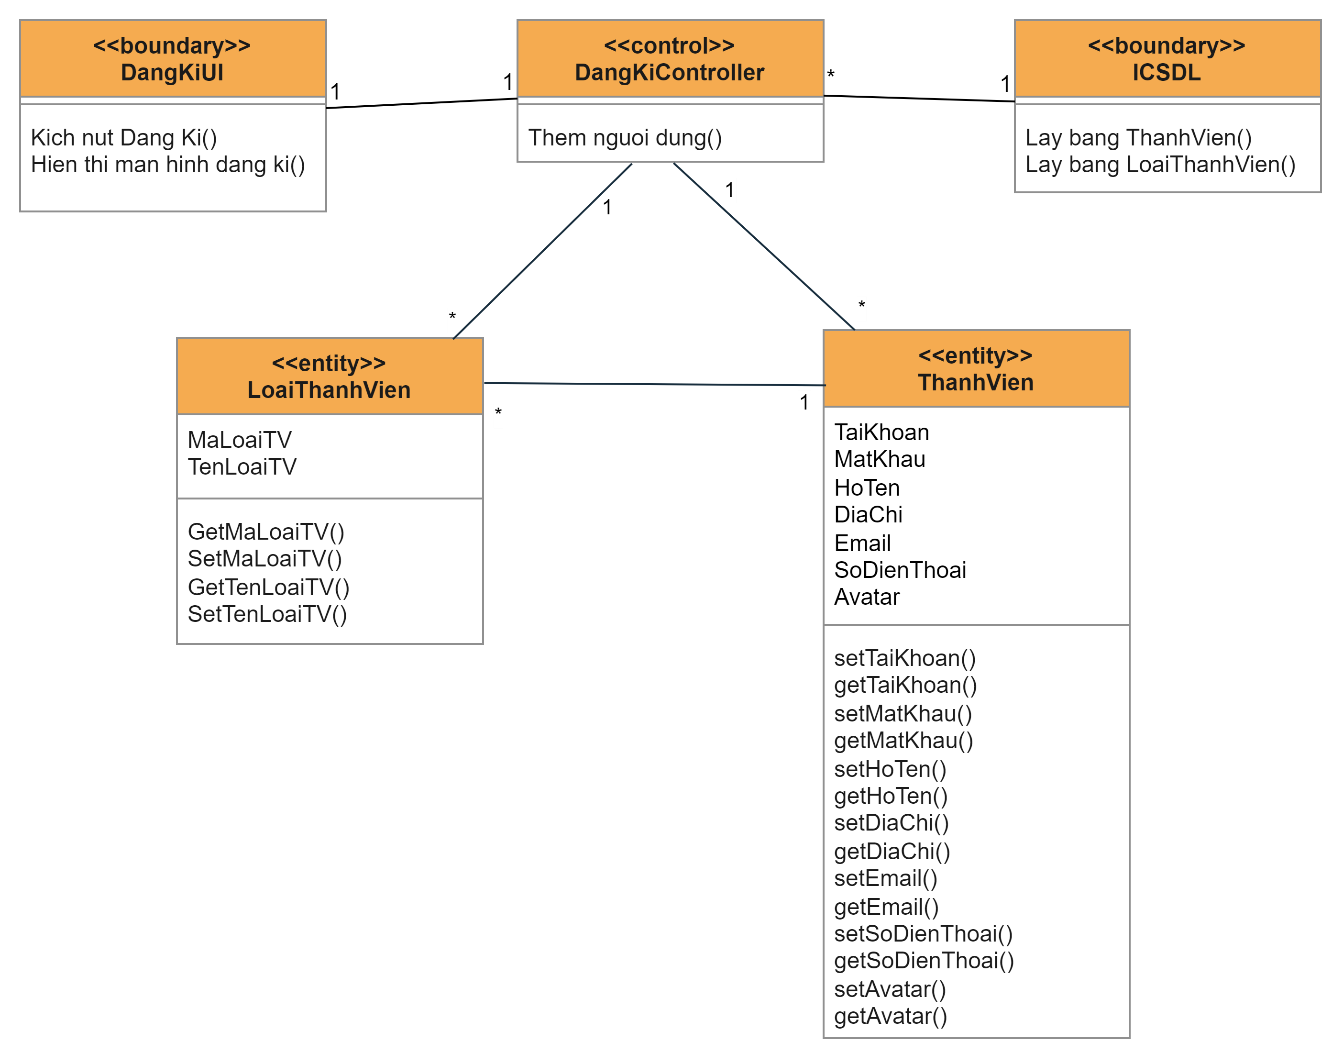 <<boundary>>
DangKiUI
Kich nut Dang Ki()
Hien thi man hinh dang ki()
1
1
<<control>>
DangKiController
Them nguoi dung()
*
1
<<boundary>>
ICSDL
Lay bang ThanhVien()
Lay bang LoaiThanhVien()
1
1
*
*
<<entity>>
LoaiThanhVien
MaLoaiTV
TenLoaiTV
GetMaLoaiTV()
SetMaLoaiTV()
GetTenLoaiTV()
SetTenLoaiTV()
*
1
<<entity>>
ThanhVien
TaiKhoan
MatKhau
HoTen
DiaChi
Email
SoDienThoai
Avatar
setTaiKhoan()
getTaiKhoan()
setMatKhau()
getMatKhau()
setHoTen()
getHoTen()
setDiaChi()
getDiaChi()
setEmail()
getEmail()
setSoDienThoai()
getSoDienThoai()
setAvatar()
getAvatar()